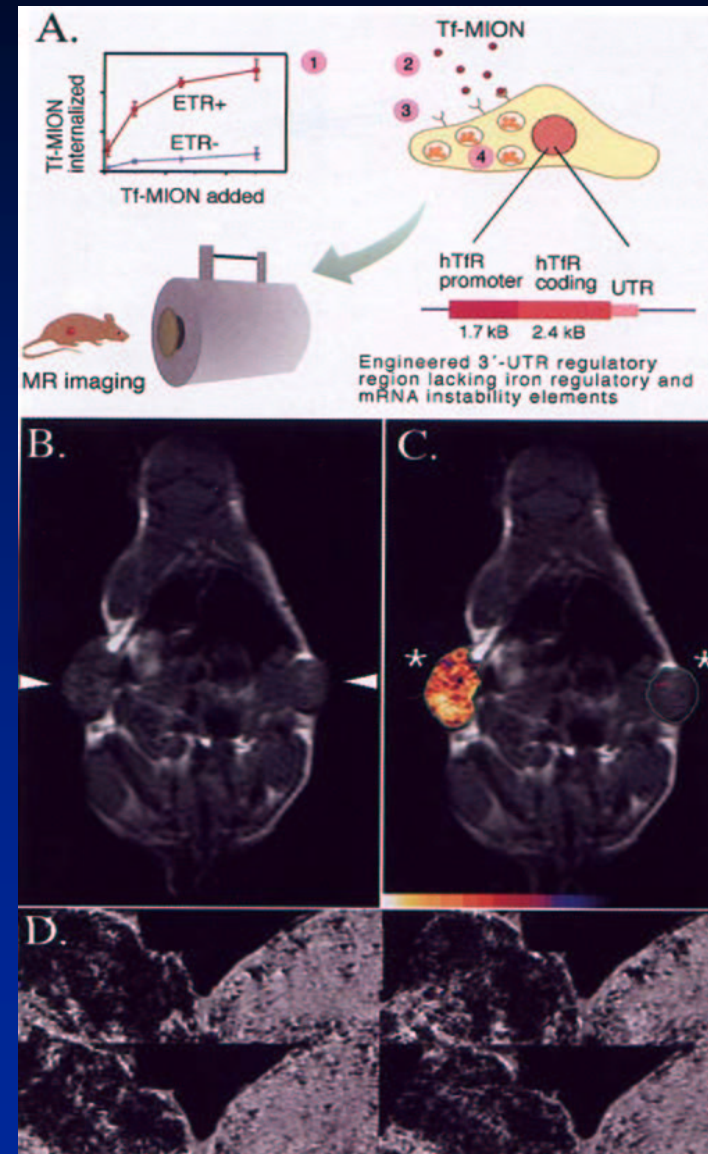 A.
Tf-MION
1
2
3
4
Tf-MION
internalized
ETR+
ETR-
Tf-MION added
hTfR
promoter
hTfR
coding
UTR
1.7 kB
2.4 kB
MR imaging
Engineered 3´-UTR regulatory
region lacking iron regulatory and
mRNA instability elements
B.
C.
*
*
D.